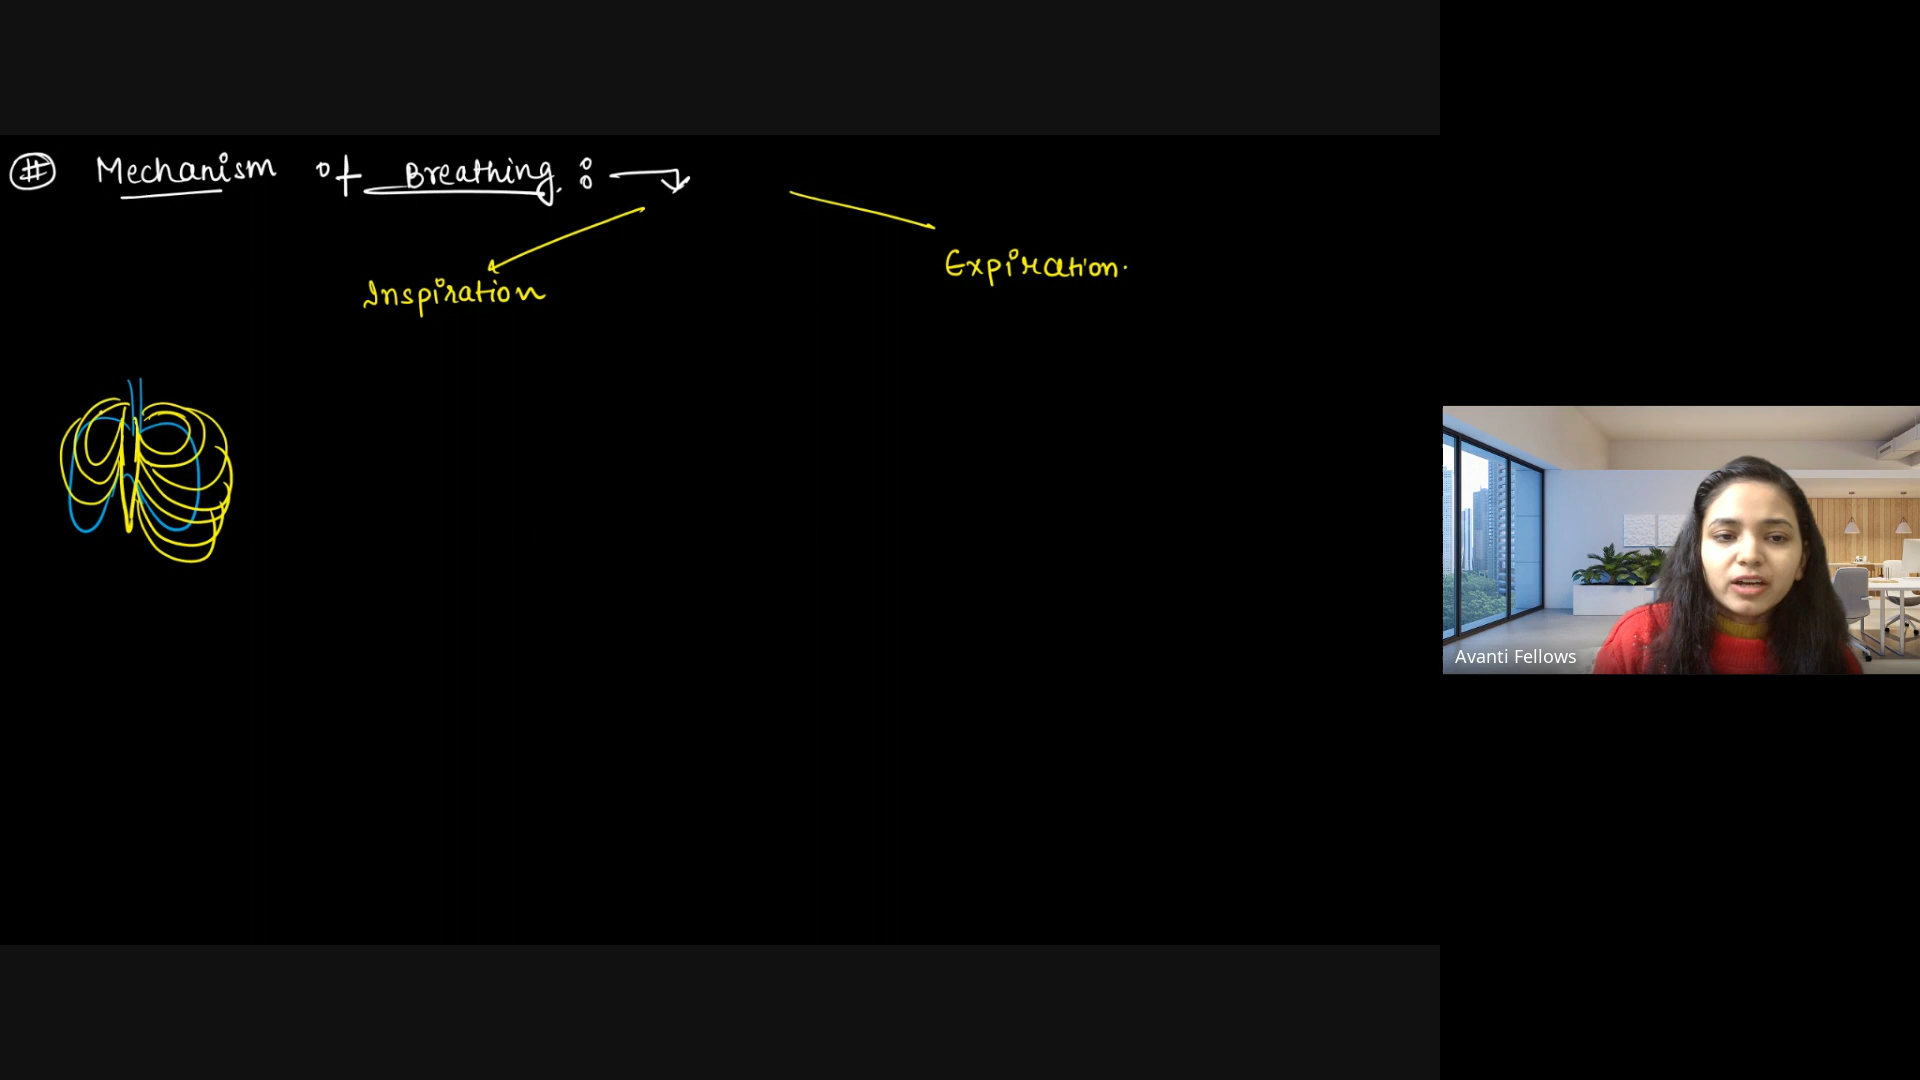 # Mechanism of Breathing :
Inspiration
Expiration.
Avanti Fellows